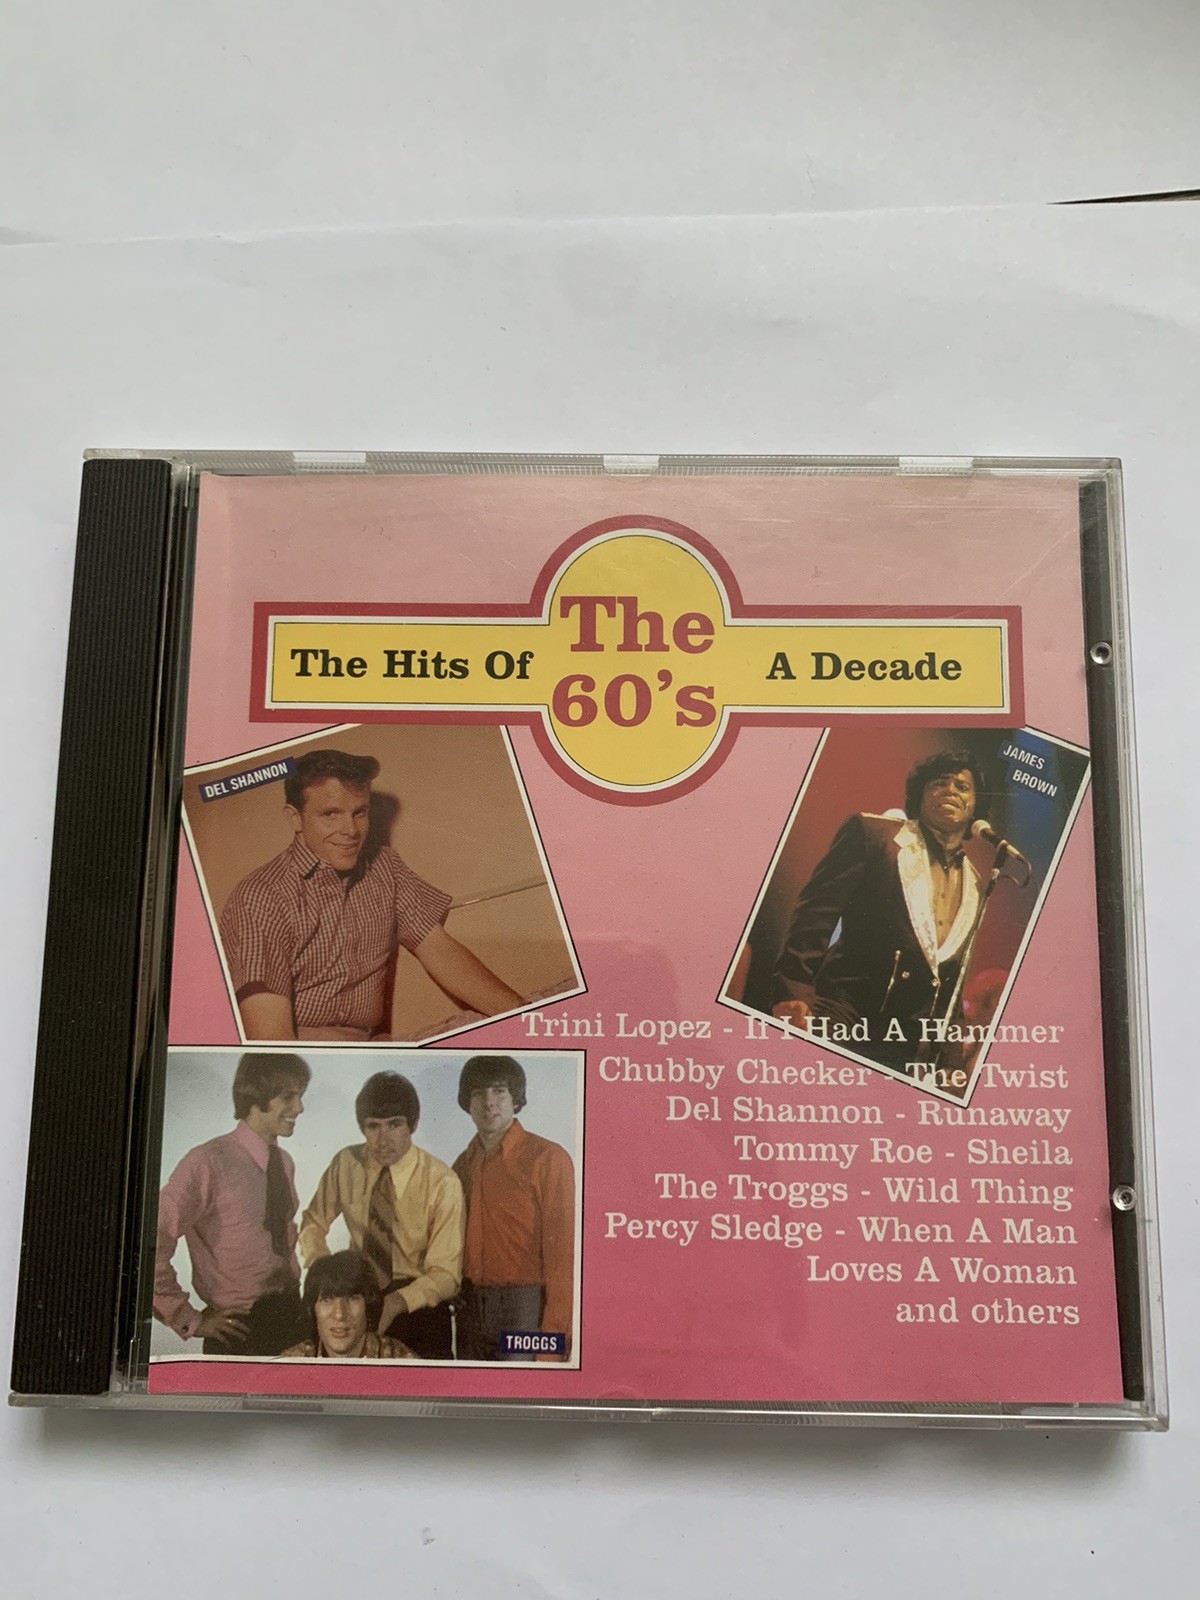 The Hits Of
The
60's
A Decade
DEL SHANNON
JAMES
BROWN
Trini Lopez - If I Had A Hammer
Chubby Checker - The Twist
Del Shannon - Runaway
Tommy Roe - Sheila
The Troggs - Wild Thing
Percy Sledge - When A Man
Loves A Woman
and others
TROGGS